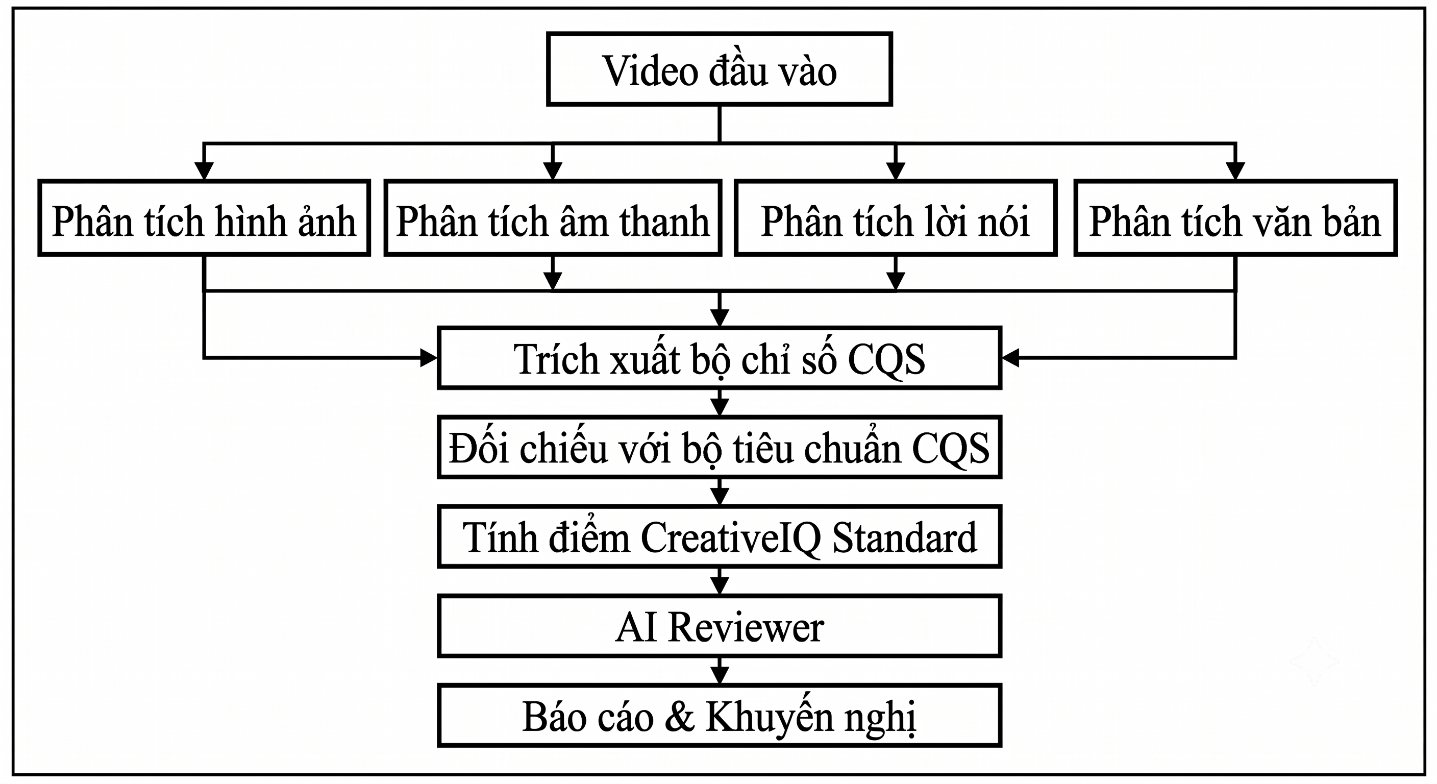 Video đầu vào
Phân tích hình ảnh
Phân tích âm thanh
Phân tích lời nói
Phân tích văn bản
Trích xuất bộ chỉ số CQS
Đối chiếu với bộ tiêu chuẩn CQS
Tính điểm CreativeIQ Standard
AI Reviewer
Báo cáo & Khuyến nghị